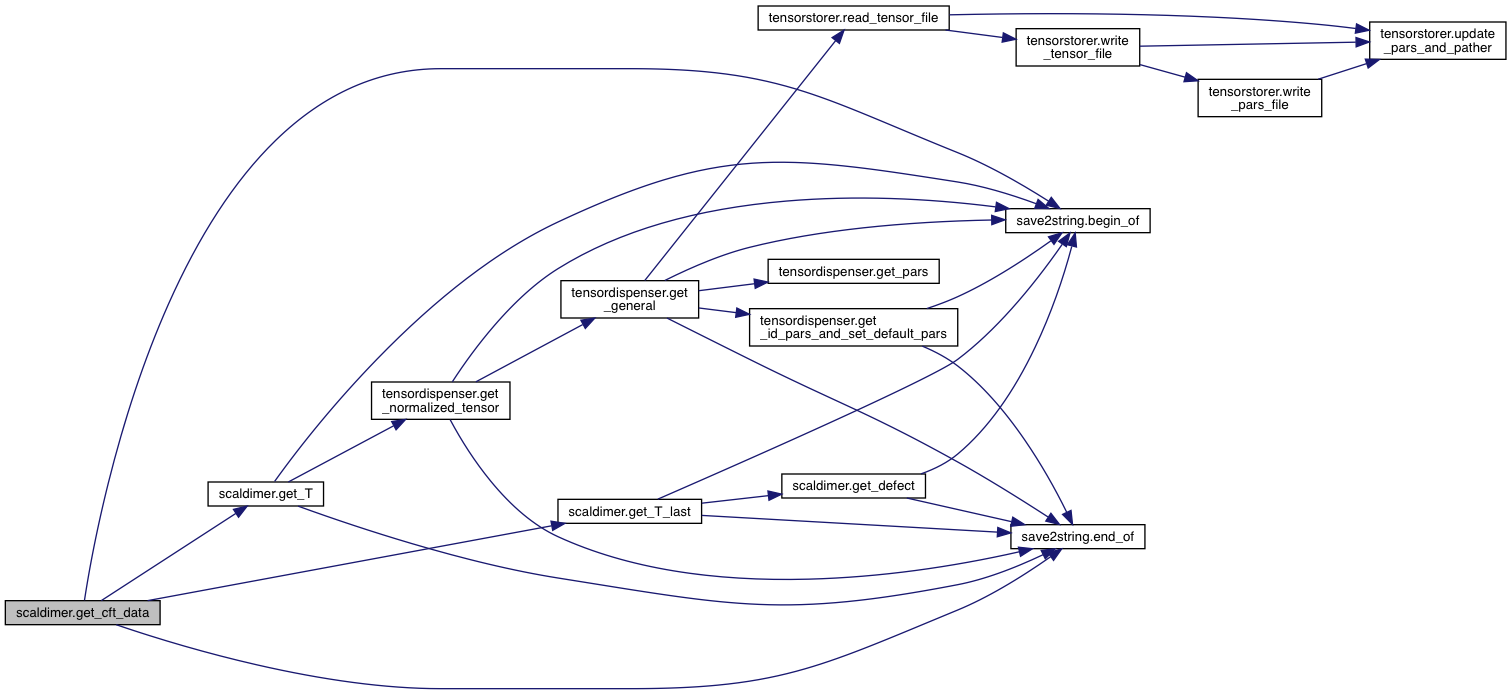 tensorstorer.read_tensor_file
tensorstorer.write
_tensor_file
tensorstorer.update
_pars_and_pather
tensorstorer.write
_pars_file
save2string.begin_of
tensordispenser.get_pars
tensordispenser.get
_general
tensordispenser.get
_id_pars_and_set_default_pars
tensordispenser.get
_normalized_tensor
scaldimer.get_T
scaldimer.get_defect
scaldimer.get_T_last
save2string.end_of
scaldimer.get_cft_data